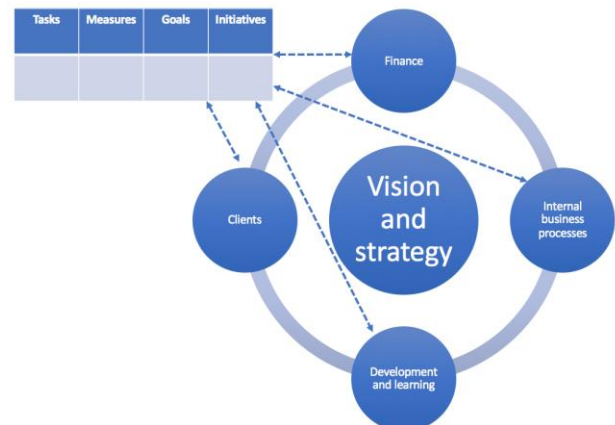 Tasks Measures Goals Initiatives
Finance
Vision
and
strategy
Clients
Internal
business
processes
Development
and learning